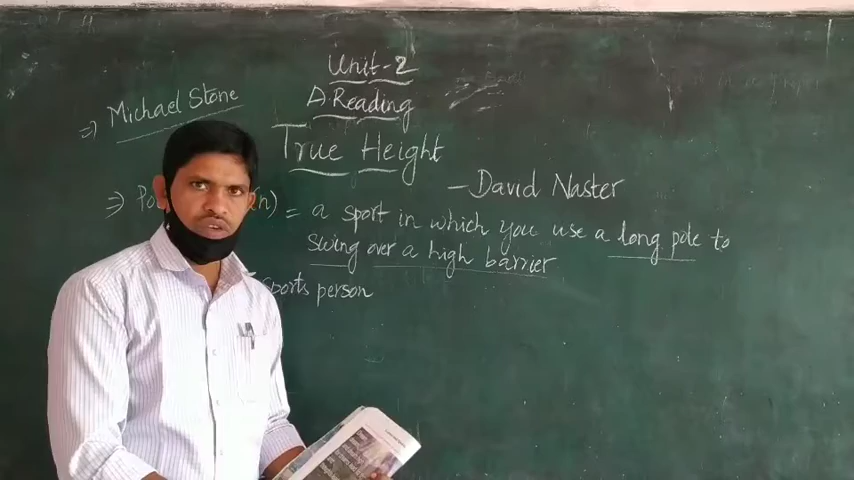 Unit-2
A Reading
⇒ Michael Stone
True Height
– David Naster
⇒ (n) = a sport in which you use a long pole to
swing over a high barrier
sports person